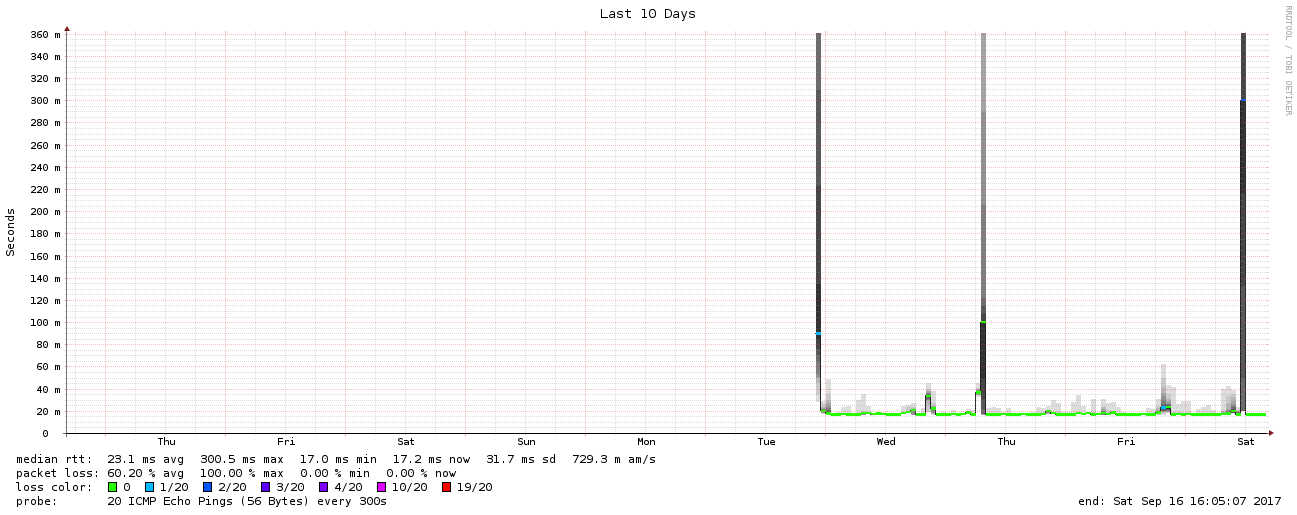 Last 10 Days
RRDTOOL / TOBI OETIKER
Seconds
360 m
340 m
320 m
300 m
280 m
260 m
240 m
220 m
200 m
180 m
160 m
140 m
120 m
100 m
80 m
60 m
40 m
20 m
0
Thu Fri Sat Sun Mon Tue Wed Thu Fri Sat
median rtt: 23.1 ms avg 300.5 ms max 17.0 ms min 17.2 ms now 31.7 ms sd 729.3 m am/s
packet loss: 60.20 % avg 100.00 % max 0.00 % min 0.00 % now
loss color: 0 1/20 2/20 3/20 4/20 10/20 19/20
probe: 20 ICMP Echo Pings (56 Bytes) every 300s end: Sat Sep 16 16:05:07 2017